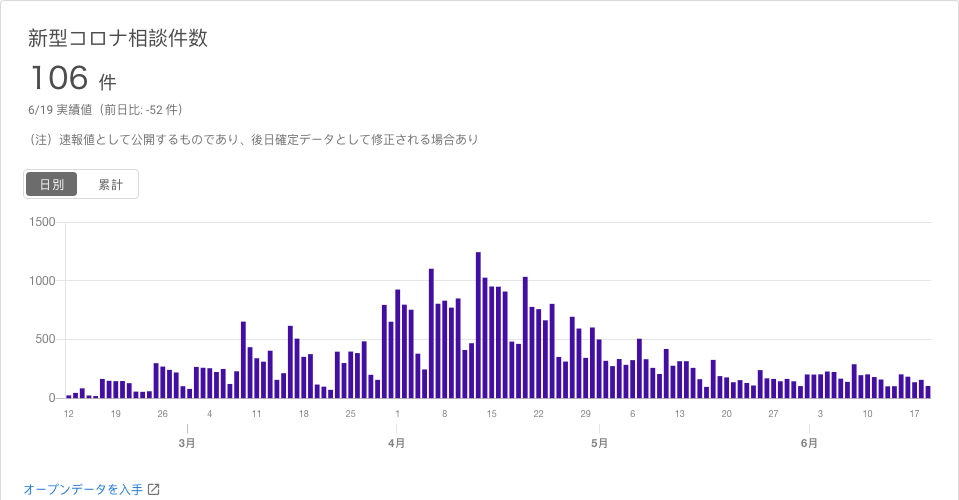 新型コロナ相談件数
106 件
6/19 実績値（前日比: -52 件）
（注）速報値として公開するものであり、後日確定データとして修正される場合あり
日別 累計
1500
1000
500
0
12 19 26 4 11 18 25 1 8 15 22 29 6 13 20 27 3 10 17
3月 4月 5月 6月
オープンデータを入手